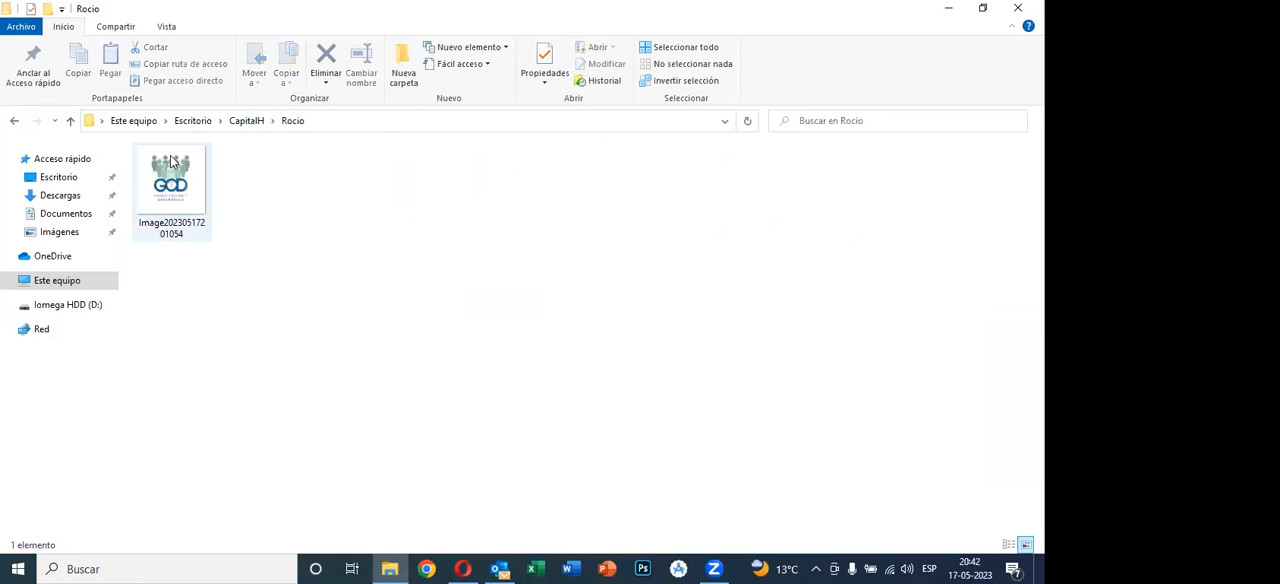 Rocio
Archivo Inicio Compartir Vista
Anclar al Acceso rápido
Copiar
Pegar
Cortar
Copiar ruta de acceso
Pegar acceso directo
Portapapeles
Mover a
Copiar a
Eliminar
Cambiar nombre
Organizar
Nueva carpeta
Nuevo elemento
Fácil acceso
Nuevo
Propiedades
Abrir
Modificar
Historial
Abrir
Seleccionar todo
No seleccionar nada
Invertir selección
Seleccionar
Este equipo › Escritorio › CapitalH › Rocio
Buscar en Rocio
Acceso rápido
Escritorio
Descargas
Documentos
Imágenes
OneDrive
Este equipo
Iomega HDD (D:)
Red
DESARROLLO
Image202305172
01054
1 elemento
Buscar
13°C
ESP
20:42
17-05-2023
7